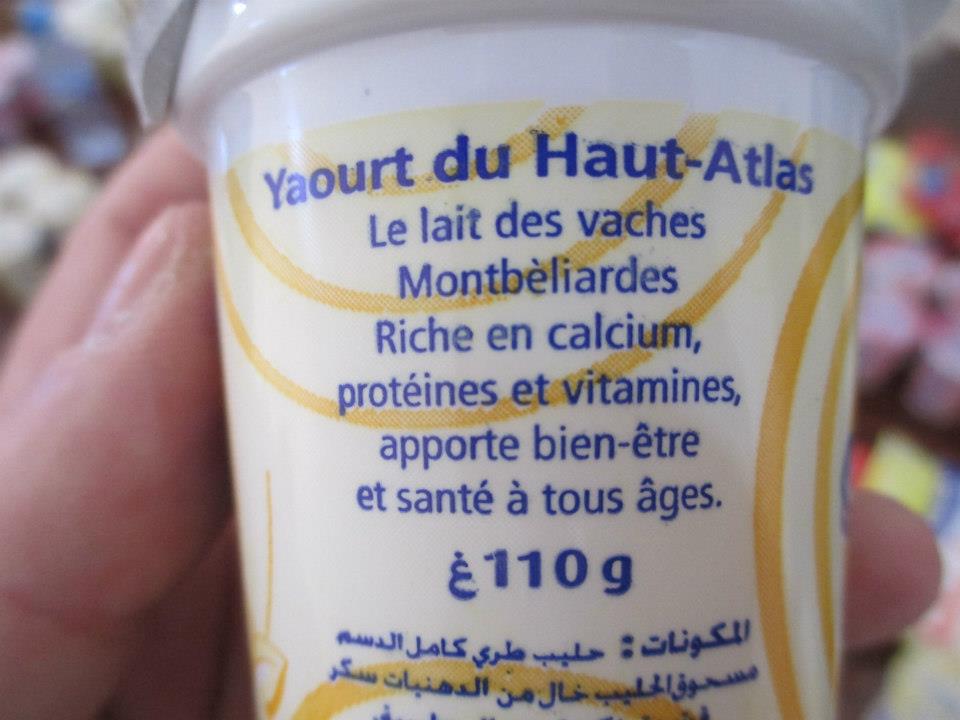 Yaourt du Haut-Atlas
Le lait des vaches
Montbèliardes
Riche en calcium,
protéines et vitamines,
apporte bien-être
et santé à tous âges.
غ 110 g
المكونات : حليب طري كامل الدسم
مسحوق الحليب خال من الدهنيات سكر